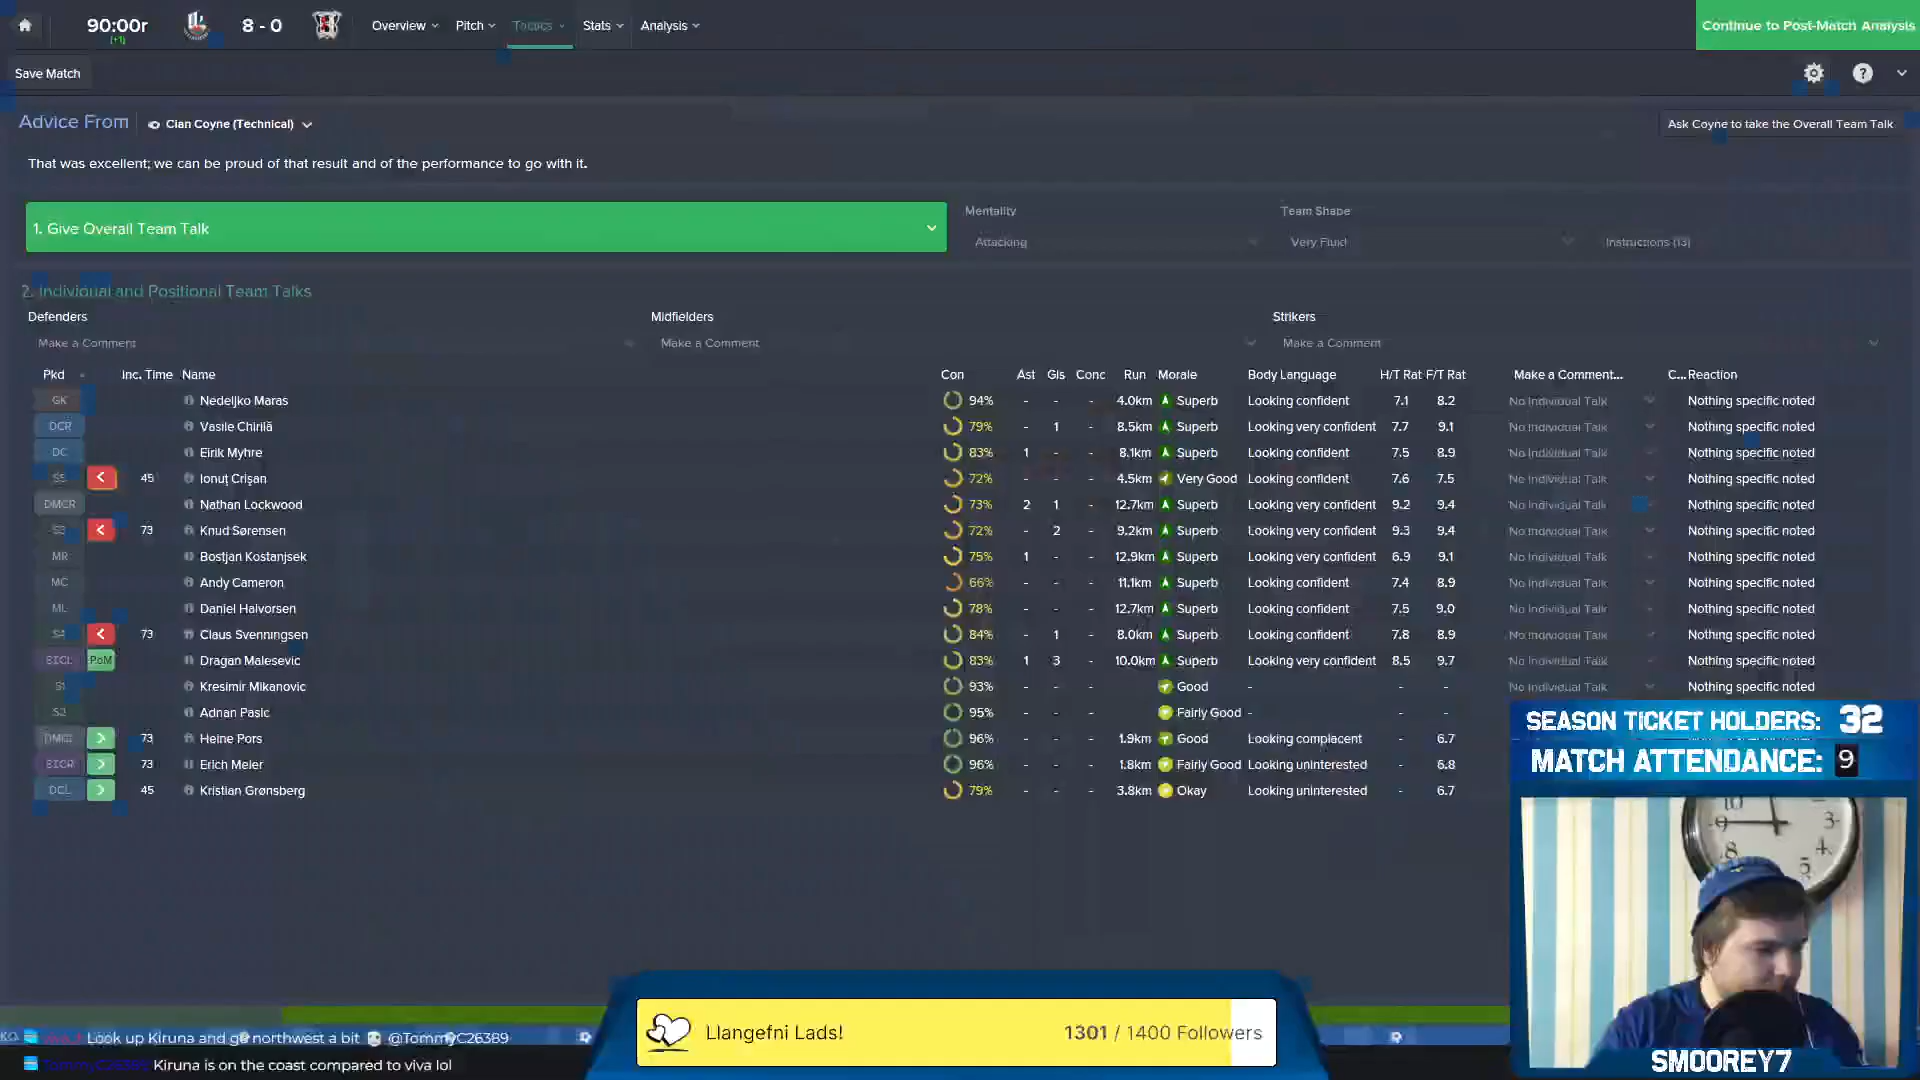 90:00r
(+1)
8 - 0
Overview
Pitch
Tactics
Stats
Analysis
Continue to Post-Match Analysis
Save Match
?
Advice From
Cian Coyne (Technical)
Ask Coyne to take the Overall Team Talk
That was excellent; we can be proud of that result and of the performance to go with it.
1. Give Overall Team Talk
Mentality
Attacking
Team Shape
Very Fluid
Instructions (13)
2. Individual and Positional Team Talks
Defenders
Midfielders
Strikers
Make a Comment
Make a Comment
Make a Comment
Pkd Inc. Time Name Con Ast Gls Conc Run Morale Body Language H/T Rat F/T Rat Make a Comment... C... Reaction
GK Nedeljko Maras 94% - - - 4.0km Superb Looking confident 7.1 8.2 No Individual Talk Nothing specific noted
DCR Vasile Chirilă 79% - 1 - 8.5km Superb Looking very confident 7.7 9.1 No Individual Talk Nothing specific noted
DC Eirik Myhre 83% 1 - - 8.1km Superb Looking confident 7.5 8.9 No Individual Talk Nothing specific noted
S5 45 Ionuț Crișan 72% - - - 4.5km Very Good Looking confident 7.6 7.5 No Individual Talk Nothing specific noted
DMCR Nathan Lockwood 73% 2 1 - 12.7km Superb Looking very confident 9.2 9.4 No Individual Talk Nothing specific noted
S3 73 Knud Sørensen 72% - 2 - 9.2km Superb Looking very confident 9.3 9.4 No Individual Talk Nothing specific noted
MR Bostjan Kostanjsek 75% 1 - - 12.9km Superb Looking very confident 6.9 9.1 No Individual Talk Nothing specific noted
MC Andy Cameron 66% - - - 11.1km Superb Looking confident 7.4 8.9 No Individual Talk Nothing specific noted
ML Daniel Halvorsen 78% - - - 12.7km Superb Looking confident 7.5 9.0 No Individual Talk Nothing specific noted
S4 73 Claus Svenningsen 84% - 1 - 8.0km Superb Looking confident 7.8 8.9 No Individual Talk Nothing specific noted
PoM Dragan Malesevic 83% 1 3 - 10.0km Superb Looking very confident 8.5 9.7 No Individual Talk Nothing specific noted
S1 Kresimir Mikanovic 93% - - - Good - - - No Individual Talk Nothing specific noted
S2 Adnan Pasic 95% - - - Fairly Good - - -
73 Heine Pors 96% - - - 1.9km Good Looking complacent - 6.7
73 Erich Meier 96% - - - 1.8km Fairly Good Looking uninterested - 6.8
45 Kristian Grønsberg 79% - - - 3.8km Okay Looking uninterested - 6.7
SEASON TICKET HOLDERS: 32
MATCH ATTENDANCE: 9
10
9
3
8
4
5
SMOOREY7
Llangefni Lads!
1301 / 1400 Followers
Look up Kiruna and go northwest a bit @TommyC26389
TommyC26389: Kiruna is on the coast compared to viva lol